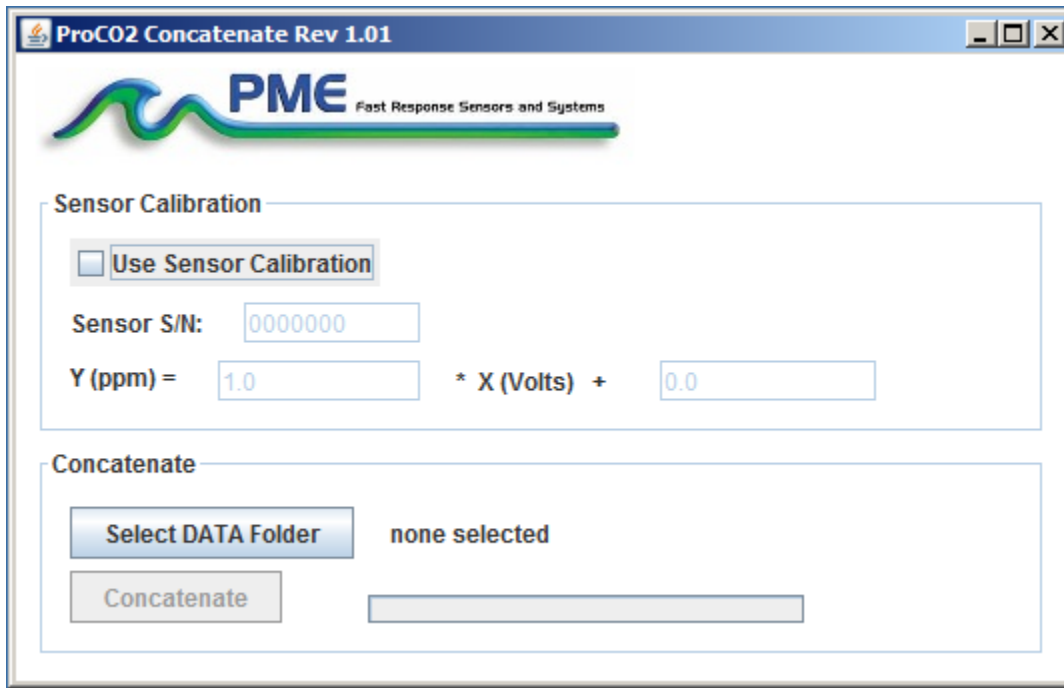 ProCO2 Concatenate Rev 1.01
PME Fast Response Sensors and Systems
Sensor Calibration
Use Sensor Calibration
Sensor S/N: 0000000
Y (ppm) = 1.0 * X (Volts) + 0.0
Concatenate
Select DATA Folder none selected
Concatenate